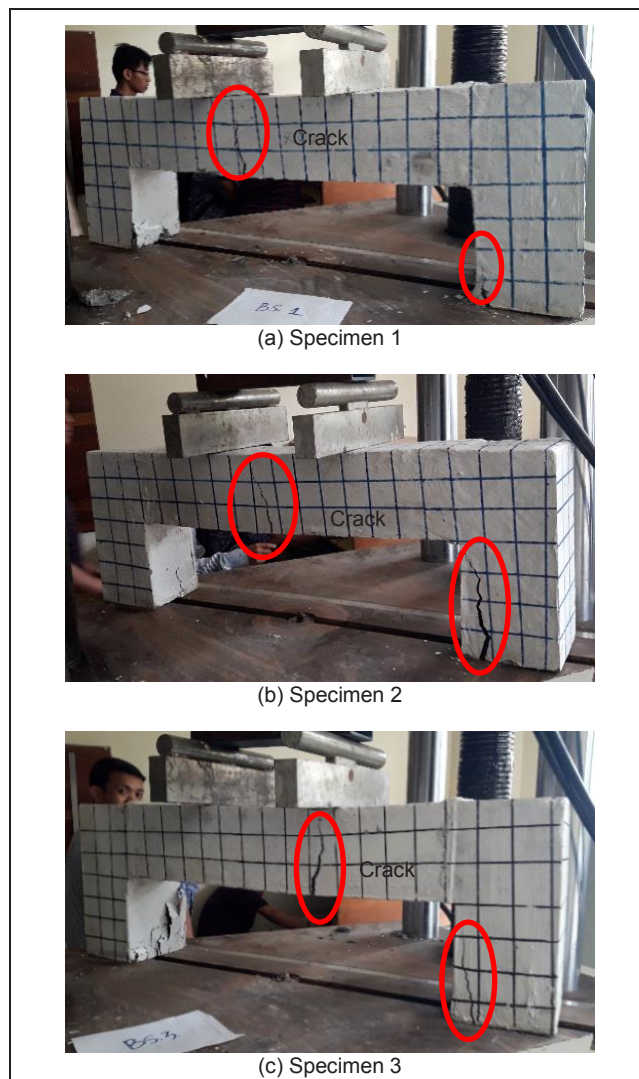 Crack
BS.1
(a) Specimen 1
Crack
(b) Specimen 2
Crack
BS.3
(c) Specimen 3